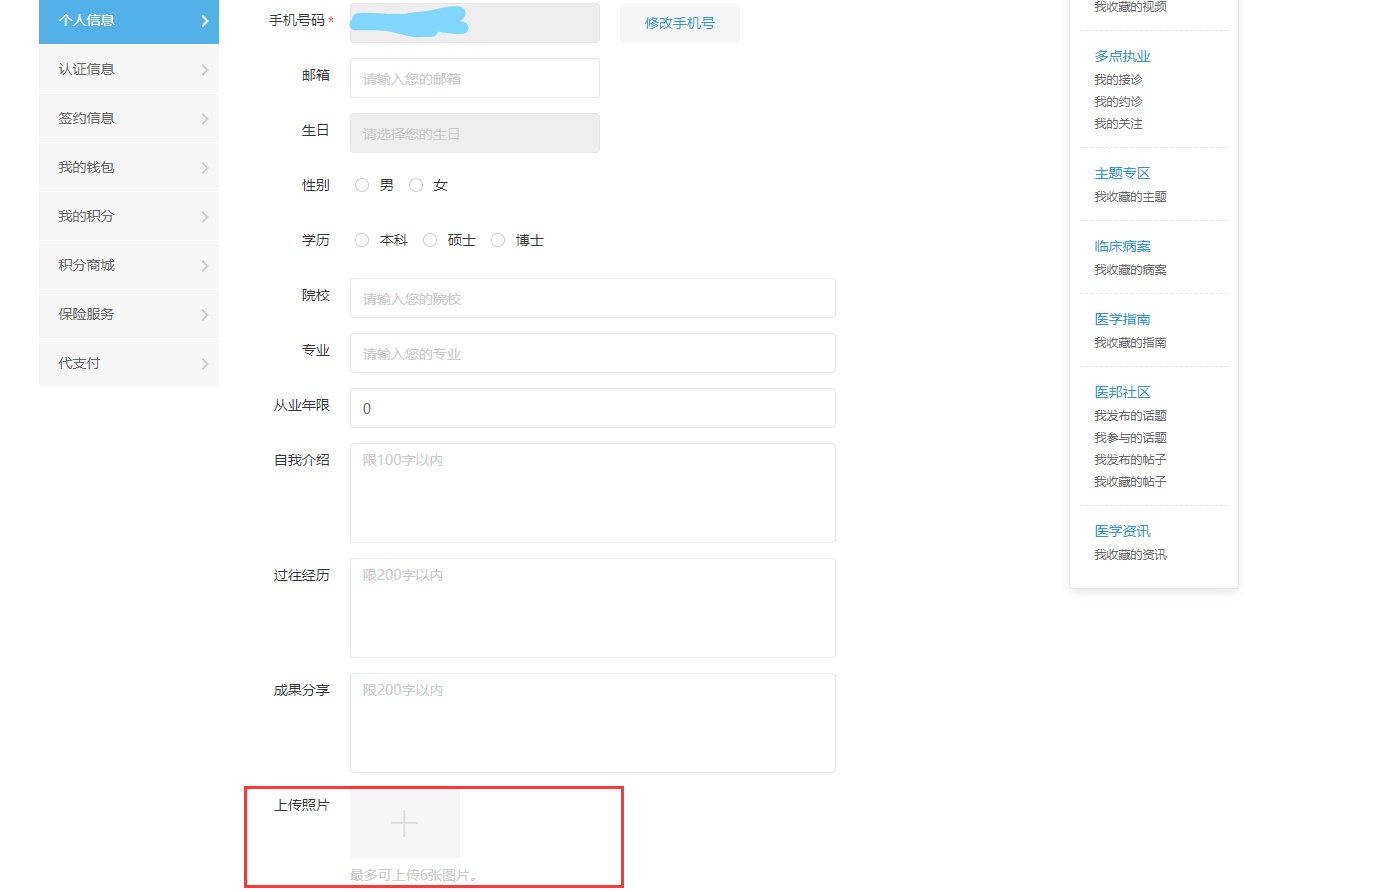 个人信息
认证信息
签约信息
我的钱包
我的积分
积分商城
保险服务
代支付
手机号码*
修改手机号
邮箱
请输入您的邮箱
生日
请选择您的生日
性别
男 女
学历
本科 硕士 博士
院校
请输入您的院校
专业
请输入您的专业
从业年限
0
自我介绍
限100字以内
过往经历
限200字以内
成果分享
限200字以内
上传照片
最多可上传6张图片。
我收藏的视频
多点执业
我的接诊
我的约诊
我的关注
主题专区
我收藏的主题
临床病案
我收藏的病案
医学指南
我收藏的指南
医邦社区
我发布的话题
我参与的话题
我发布的帖子
我收藏的帖子
医学资讯
我收藏的资讯